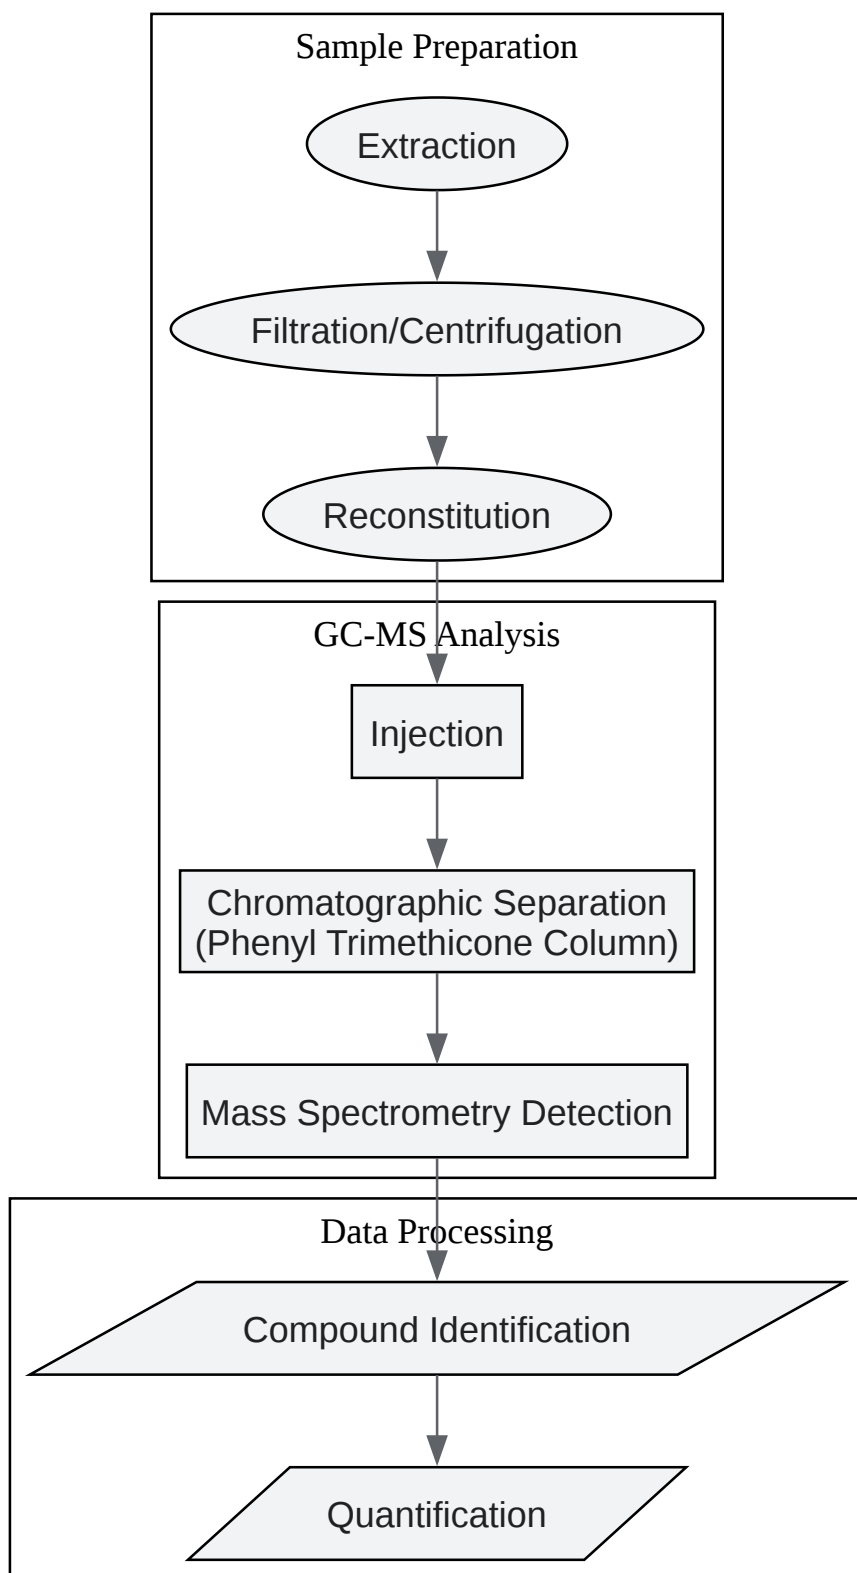 Sample Preparation
Extraction
Filtration/Centrifugation
Reconstitution
GC-MS Analysis
Injection
Chromatographic Separation
(Phenyl Trimethicone Column)
Mass Spectrometry Detection
Data Processing
Compound Identification
Quantification